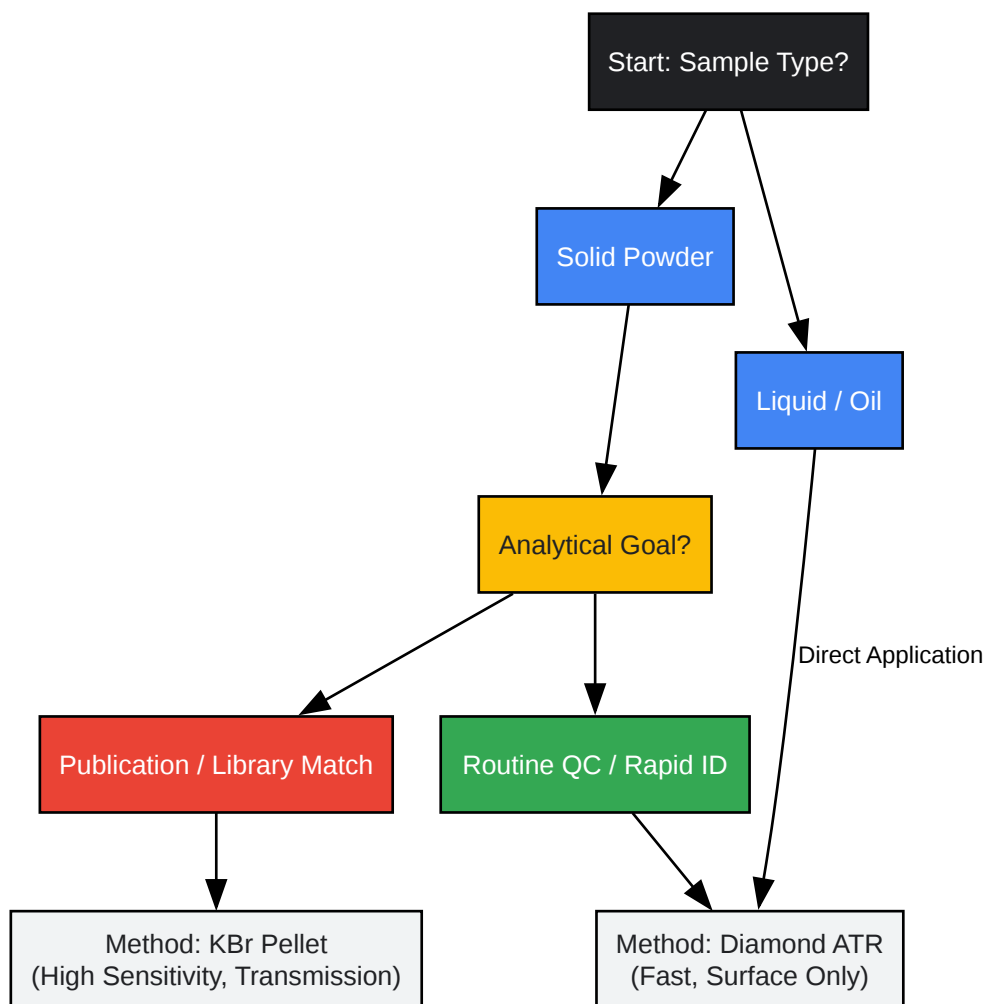 Start: Sample Type?
Solid Powder
Liquid / Oil
Analytical Goal?
Direct Application
Publication / Library Match
Routine QC / Rapid ID
Method: KBr Pellet
(High Sensitivity, Transmission)
Method: Diamond ATR
(Fast, Surface Only)